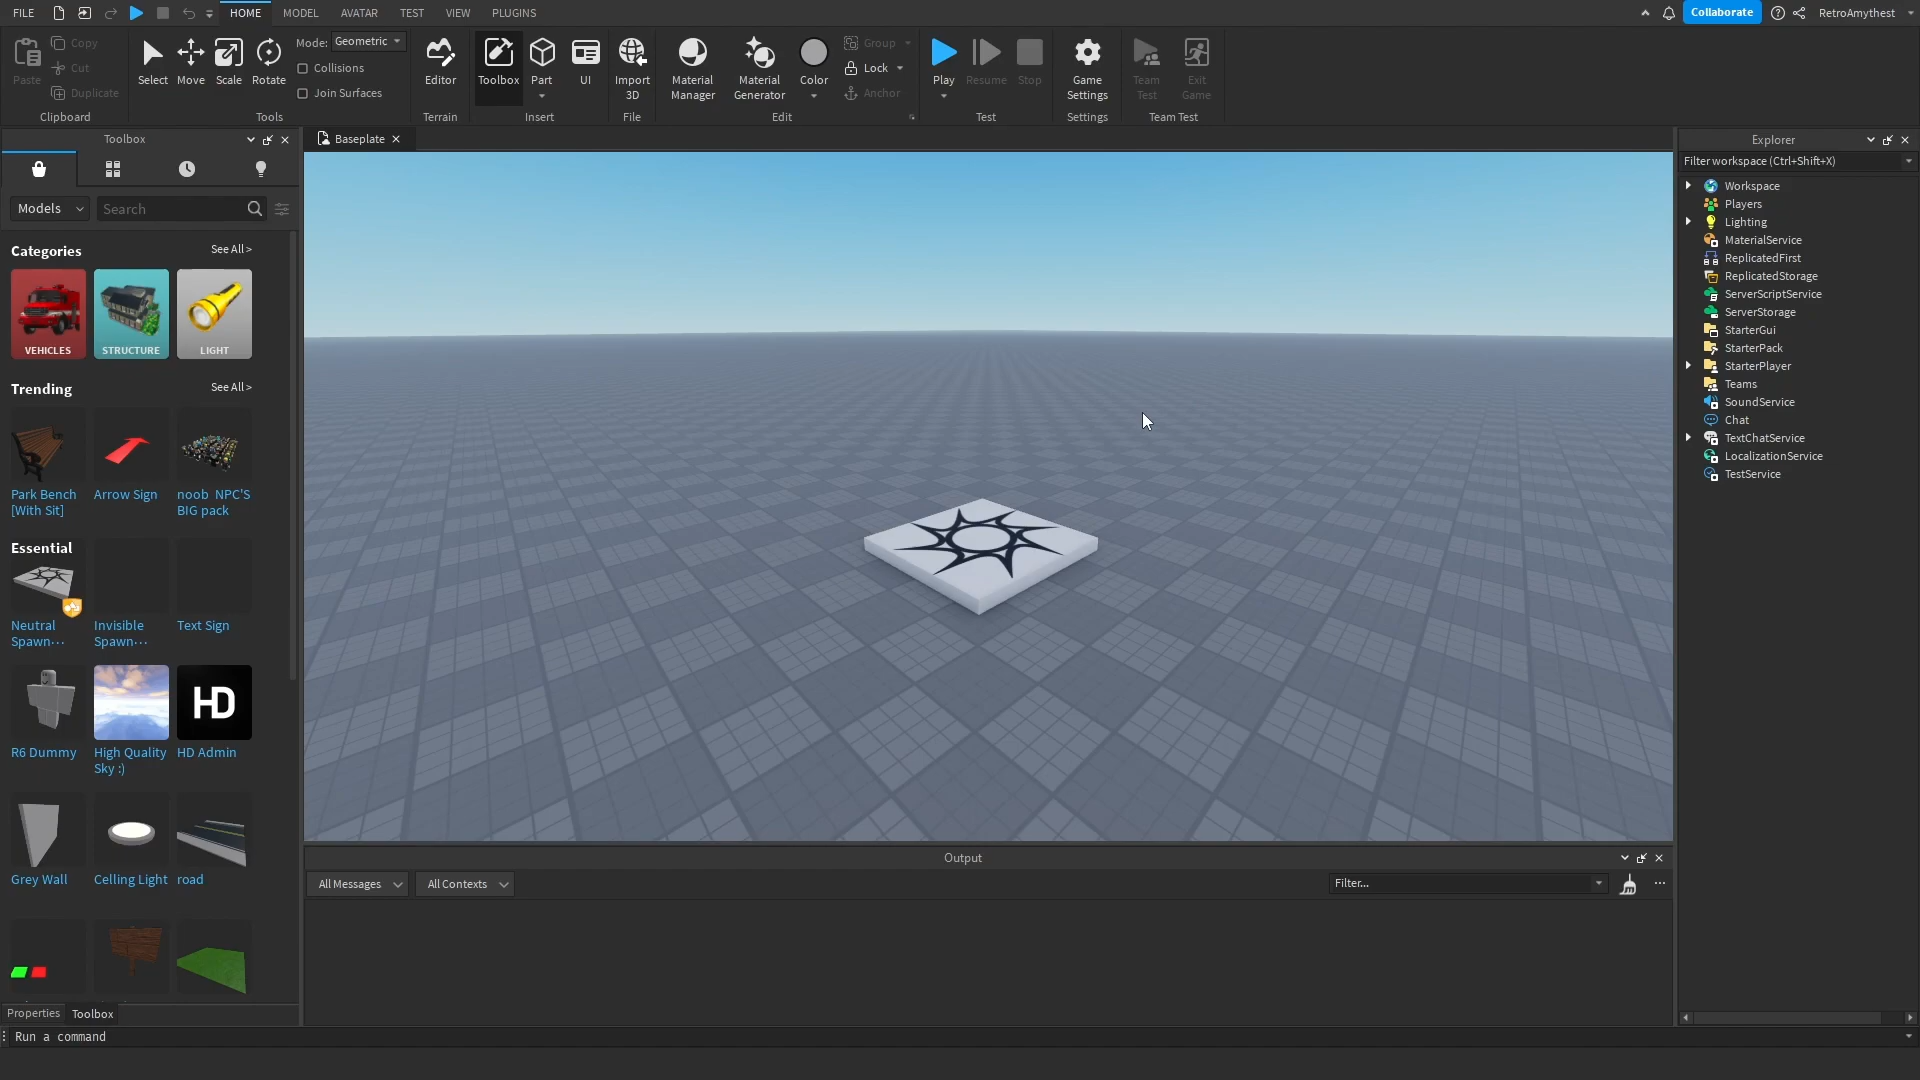 FILE
HOME
MODEL
AVATAR
TEST
VIEW
PLUGINS
Collaborate
RetroAmythest
Paste
Copy
Cut
Duplicate
Clipboard
Select
Move
Scale
Rotate
Mode: Geometric
Collisions
Join Surfaces
Tools
Editor
Terrain
Toolbox
Part
UI
Insert
Import
3D
File
Material
Manager
Material
Generator
Color
Group
Lock
Anchor
Edit
Play
Resume
Stop
Test
Game
Settings
Settings
Team
Test
Exit
Game
Team Test
Toolbox
Models
Search
Categories
See All >
VEHICLES
STRUCTURE
LIGHT
Trending
See All >
Park Bench
[With Sit]
Arrow Sign
noob NPC'S
BIG pack
Essential
Neutral
Spawn···
Invisible
Spawn···
Text Sign
R6 Dummy
High Quality
Sky :)
HD
HD Admin
Grey Wall
Celling Light
road
Properties
Toolbox
Run a command
Baseplate
Output
All Messages
All Contexts
Filter...
Explorer
Filter workspace (Ctrl+Shift+X)
Workspace
Players
Lighting
MaterialService
ReplicatedFirst
ReplicatedStorage
ServerScriptService
ServerStorage
StarterGui
StarterPack
StarterPlayer
Teams
SoundService
Chat
TextChatService
LocalizationService
TestService